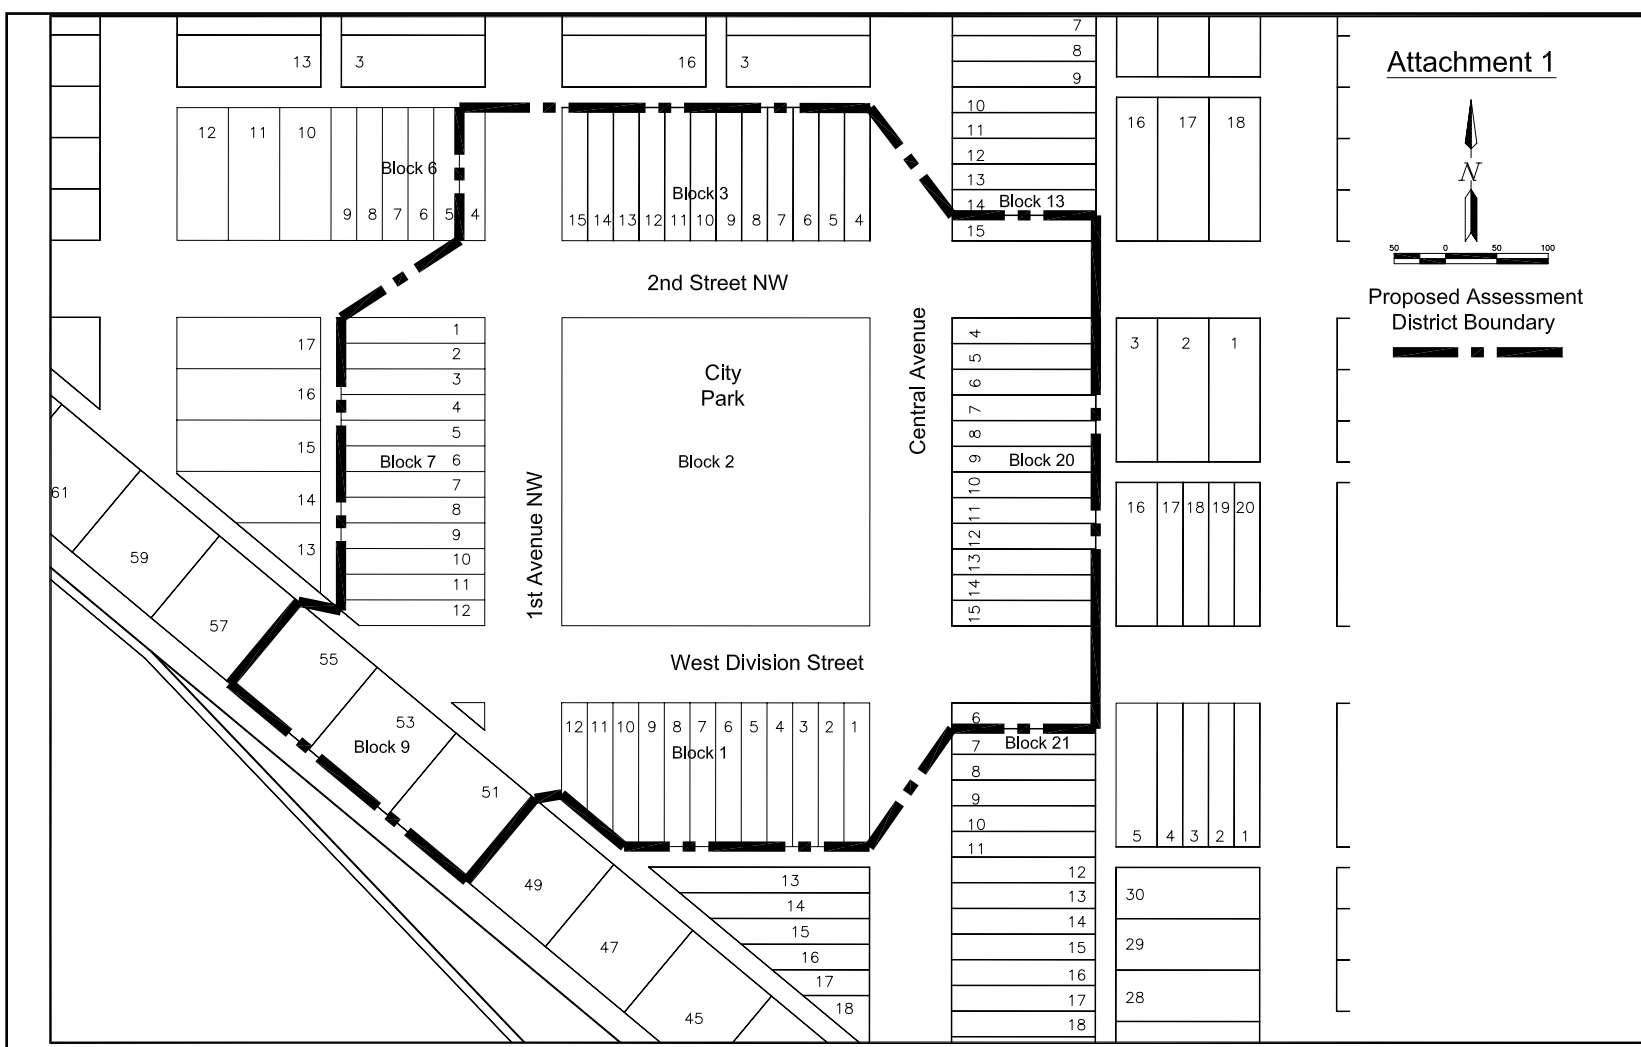 Attachment 1
N
50 0 50 100
Proposed Assessment
District Boundary
13 3 16 3
7
8
9
10
11
12
13
14
15
Block 13
16 17 18
12 11 10
Block 6
9 8 7 6 5 4
Block 3
15 14 13 12 11 10 9 8 7 6 5 4
2nd Street NW
Central Avenue
1st Avenue NW
City
Park
Block 2
17
16
15
14
13
1
2
3
4
5
6
7
8
9
10
11
12
Block 7
4
5
6
7
8
9
10
11
12
13
14
15
Block 20
3 2 1
16 17 18 19 20
West Division Street
61
59
57
55
53
51
49
47
45
Block 9
12 11 10 9 8 7 6 5 4 3 2 1
Block 1
6
Block 21
7
8
9
10
11
12
13
14
15
16
17
18
5 4 3 2 1
13
14
15
16
17
18
30
29
28